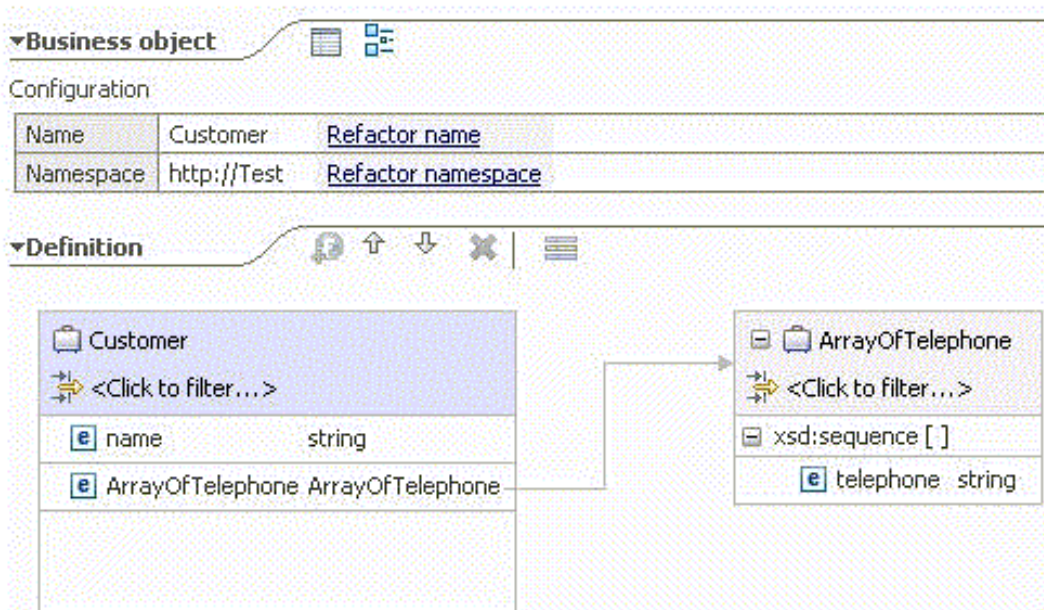 Business object
Configuration
Name Customer Refactor name
Namespace http://Test Refactor namespace
Definition
Customer
<Click to filter...>
name string
ArrayOfTelephone ArrayOfTelephone
ArrayOfTelephone
<Click to filter...>
xsd:sequence [ ]
telephone string